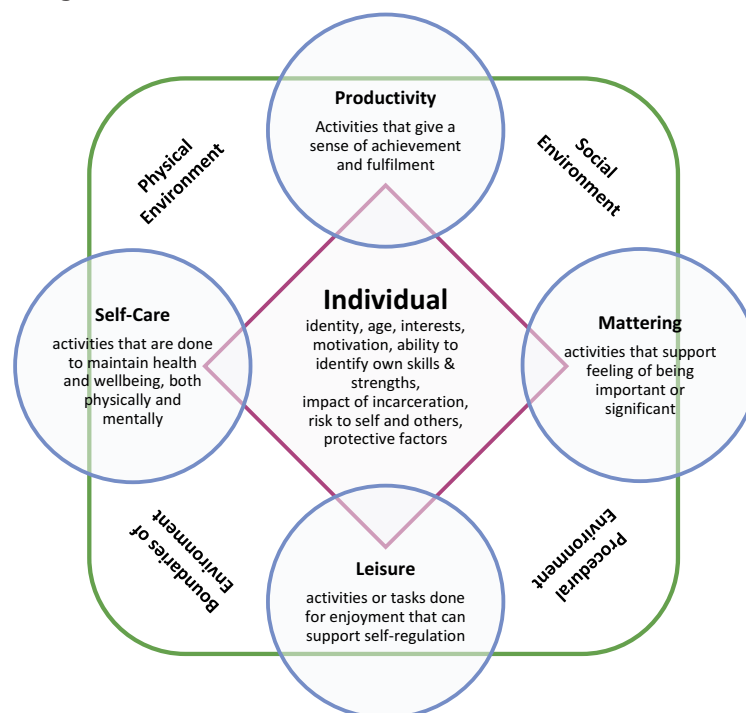 Productivity
Activities that give a
sense of achievement
and fulfilment
Physical
Environment
Social
Environment
Self-Care
activities that are done
to maintain health
and wellbeing, both
physically and
mentally
Individual
identity, age, interests,
motivation, ability to
identify own skills &
strengths,
impact of incarceration,
risk to self and others,
protective factors
Mattering
activities that support
feeling of being
important or
significant
Boundaries of
Environment
Procedural
Environment
Leisure
activities or tasks done
for enjoyment that can
support self-regulation